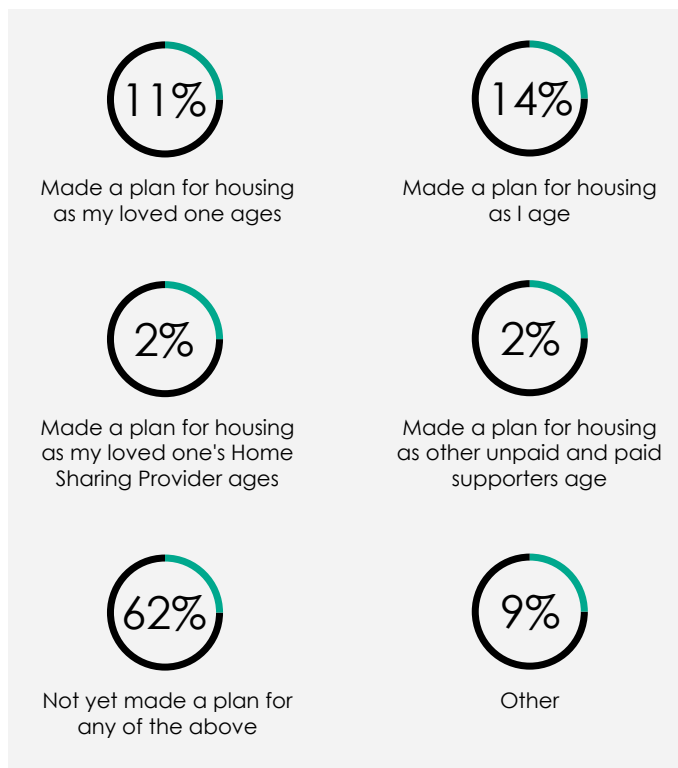 11%
Made a plan for housing
as my loved one ages
14%
Made a plan for housing
as I age
2%
Made a plan for housing
as my loved one's Home
Sharing Provider ages
2%
Made a plan for housing
as other unpaid and paid
supporters age
62%
Not yet made a plan for
any of the above
9%
Other